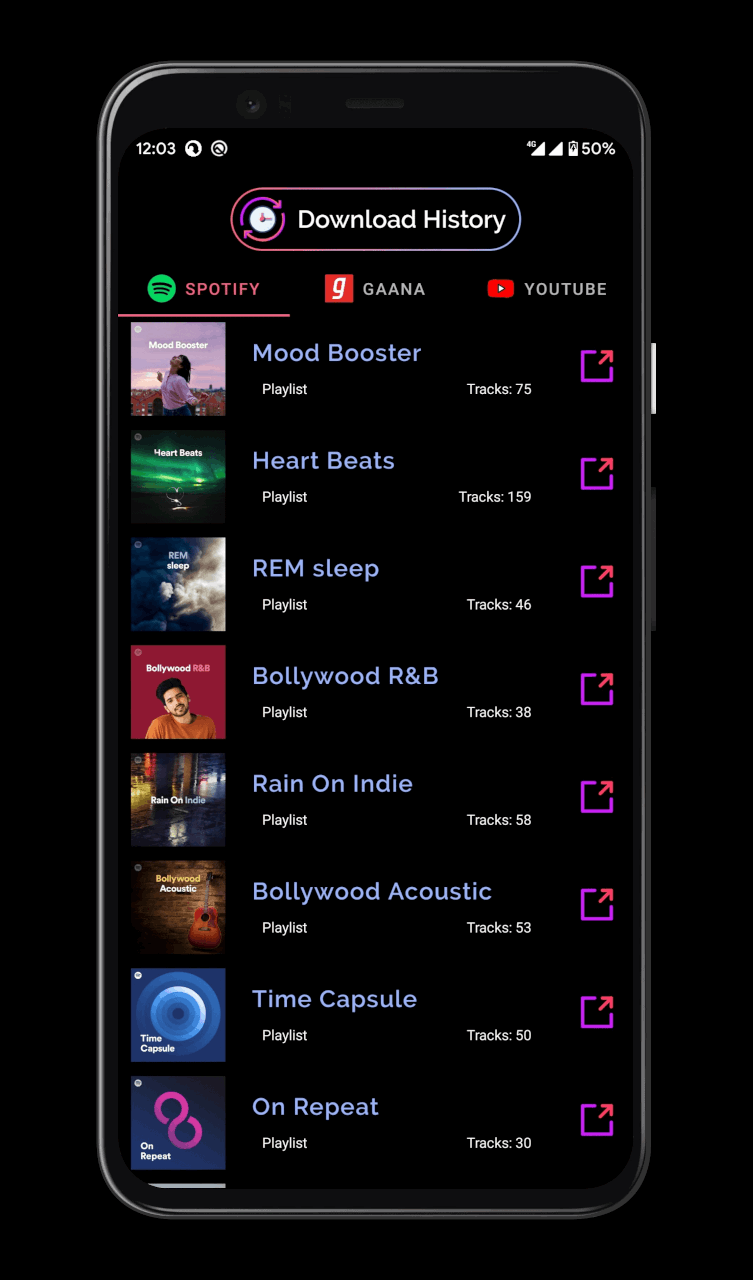 12:03
4G 50%
Download History
SPOTIFY
g GAANA
YOUTUBE
Mood Booster
Mood Booster
Playlist Tracks: 75
Heart Beats
Heart Beats
Playlist Tracks: 159
REM
sleep
REM sleep
Playlist Tracks: 46
Bollywood R&B
Bollywood R&B
Playlist Tracks: 38
Rain On Indie
Rain On Indie
Playlist Tracks: 58
Bollywood
Acoustic
Bollywood Acoustic
Playlist Tracks: 53
Time
Capsule
Time Capsule
Playlist Tracks: 50
On
Repeat
On Repeat
Playlist Tracks: 30